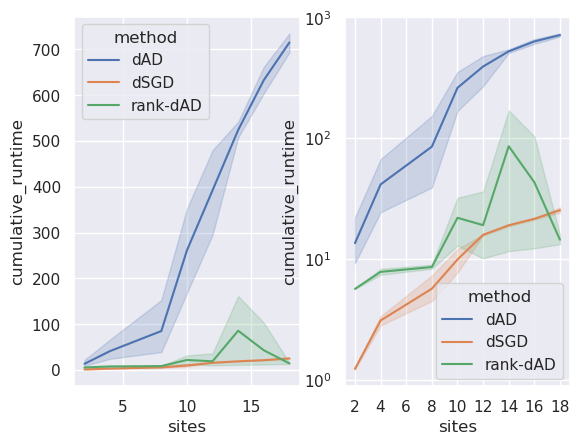 method
dAD
dSGD
rank-dAD
700
600
500
400
300
200
100
0
cumulative_runtime
5
10
15
sites
10³
10²
10¹
10⁰
cumulative_runtime
method
dAD
dSGD
rank-dAD
2
4
6
8
10
12
14
16
18
sites